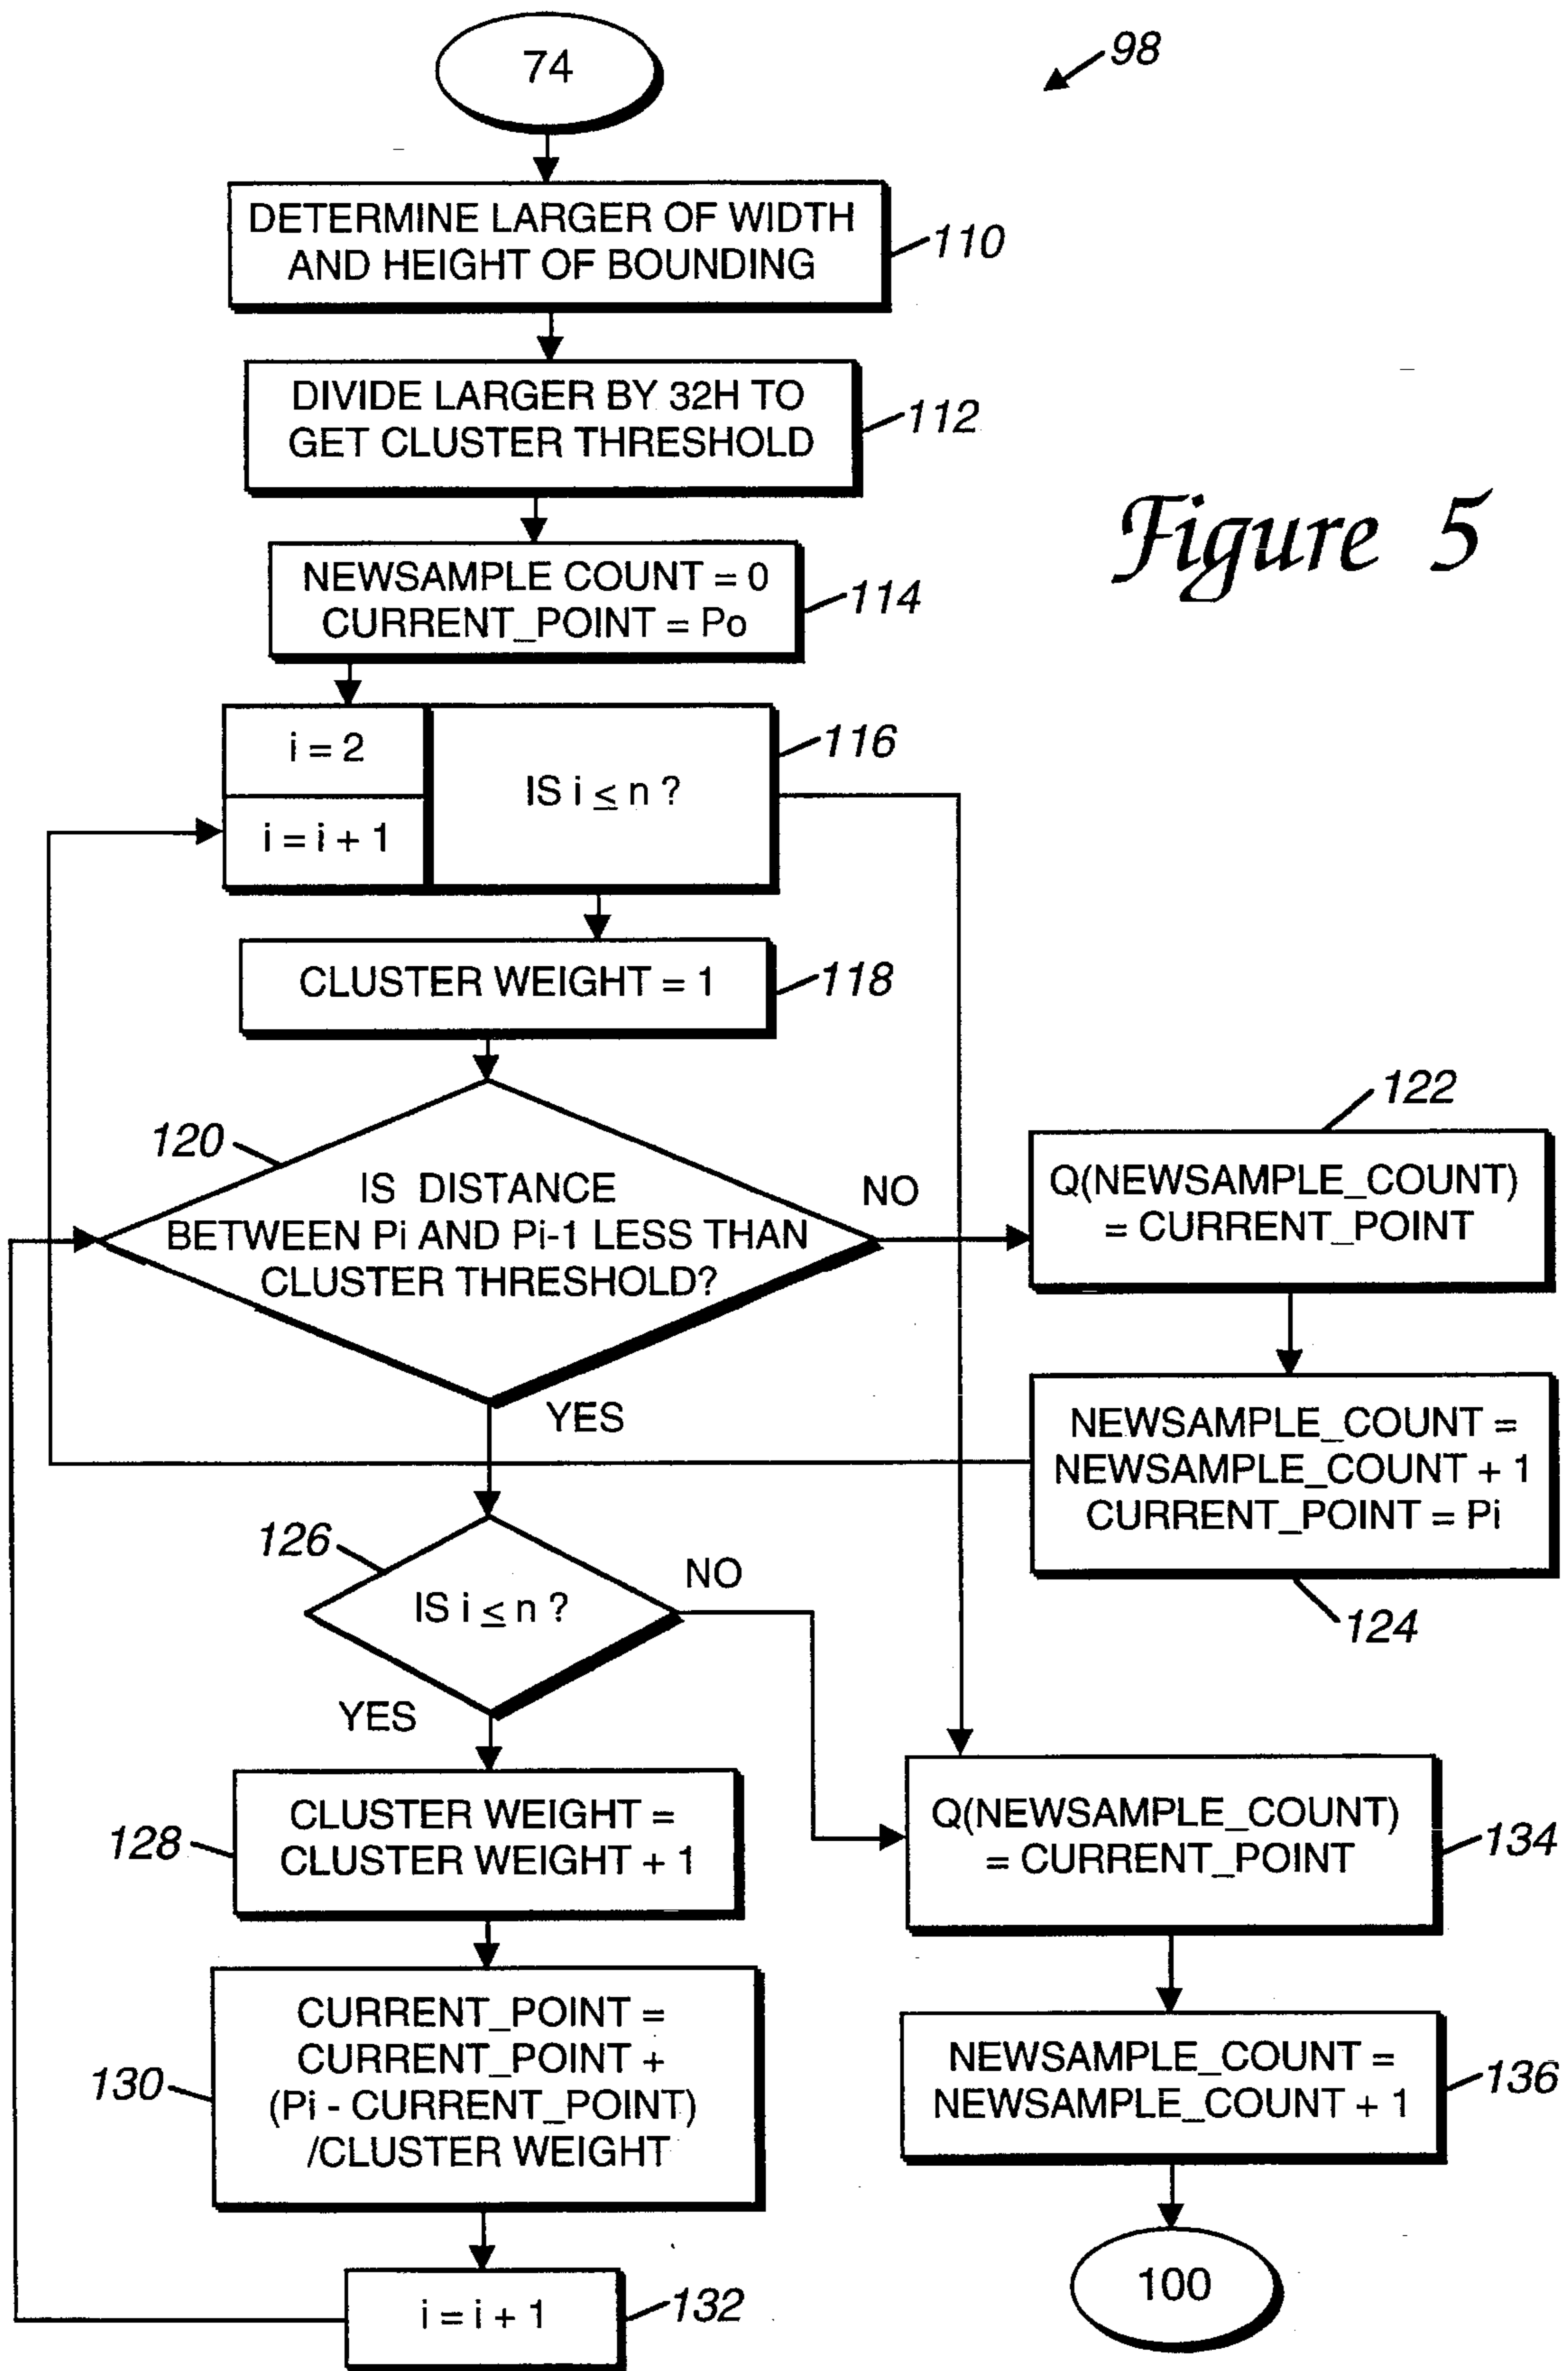 74
98
DETERMINE LARGER OF WIDTH
AND HEIGHT OF BOUNDING
110
DIVIDE LARGER BY 32H TO
GET CLUSTER THRESHOLD
112
Figure 5
NEWSAMPLE COUNT = 0
CURRENT_POINT = Po
114
i = 2
i = i + 1
IS i ≤ n ?
116
CLUSTER WEIGHT = 1
118
120
IS DISTANCE
BETWEEN Pi AND Pi-1 LESS THAN
CLUSTER THRESHOLD?
NO
YES
122
Q(NEWSAMPLE_COUNT)
= CURRENT_POINT
NEWSAMPLE_COUNT =
NEWSAMPLE_COUNT + 1
CURRENT_POINT = Pi
124
126
IS i ≤ n ?
NO
YES
128
CLUSTER WEIGHT =
CLUSTER WEIGHT + 1
130
CURRENT_POINT =
CURRENT_POINT +
(Pi - CURRENT_POINT)
/CLUSTER WEIGHT
i = i + 1
132
Q(NEWSAMPLE_COUNT)
= CURRENT_POINT
134
NEWSAMPLE_COUNT =
NEWSAMPLE_COUNT + 1
136
100